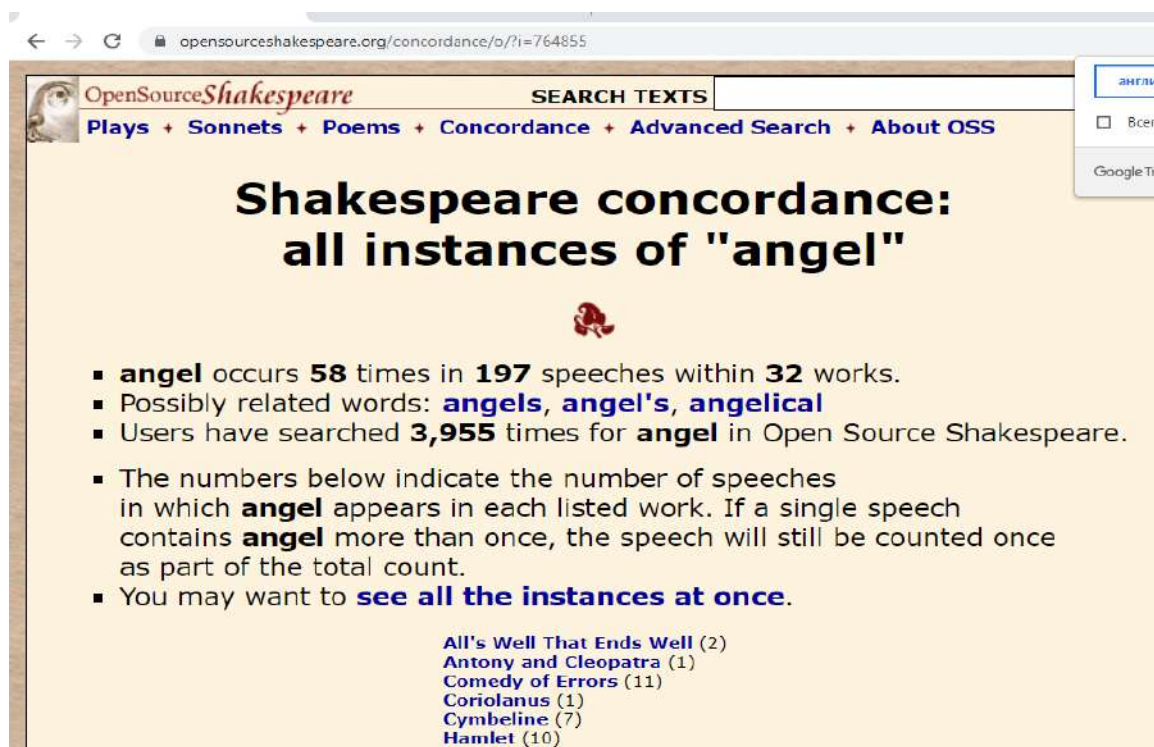 opensourceshakespeare.org/concordance/o/?i=764855
OpenSourceShakespeare
SEARCH TEXTS
Plays + Sonnets + Poems + Concordance + Advanced Search + About OSS
Shakespeare concordance:
all instances of "angel"
angel occurs 58 times in 197 speeches within 32 works.
Possibly related words: angels, angel's, angelical
Users have searched 3,955 times for angel in Open Source Shakespeare.
The numbers below indicate the number of speeches
in which angel appears in each listed work. If a single speech
contains angel more than once, the speech will still be counted once
as part of the total count.
You may want to see all the instances at once.
All's Well That Ends Well (2)
Antony and Cleopatra (1)
Comedy of Errors (11)
Coriolanus (1)
Cymbeline (7)
Hamlet (10)
Google